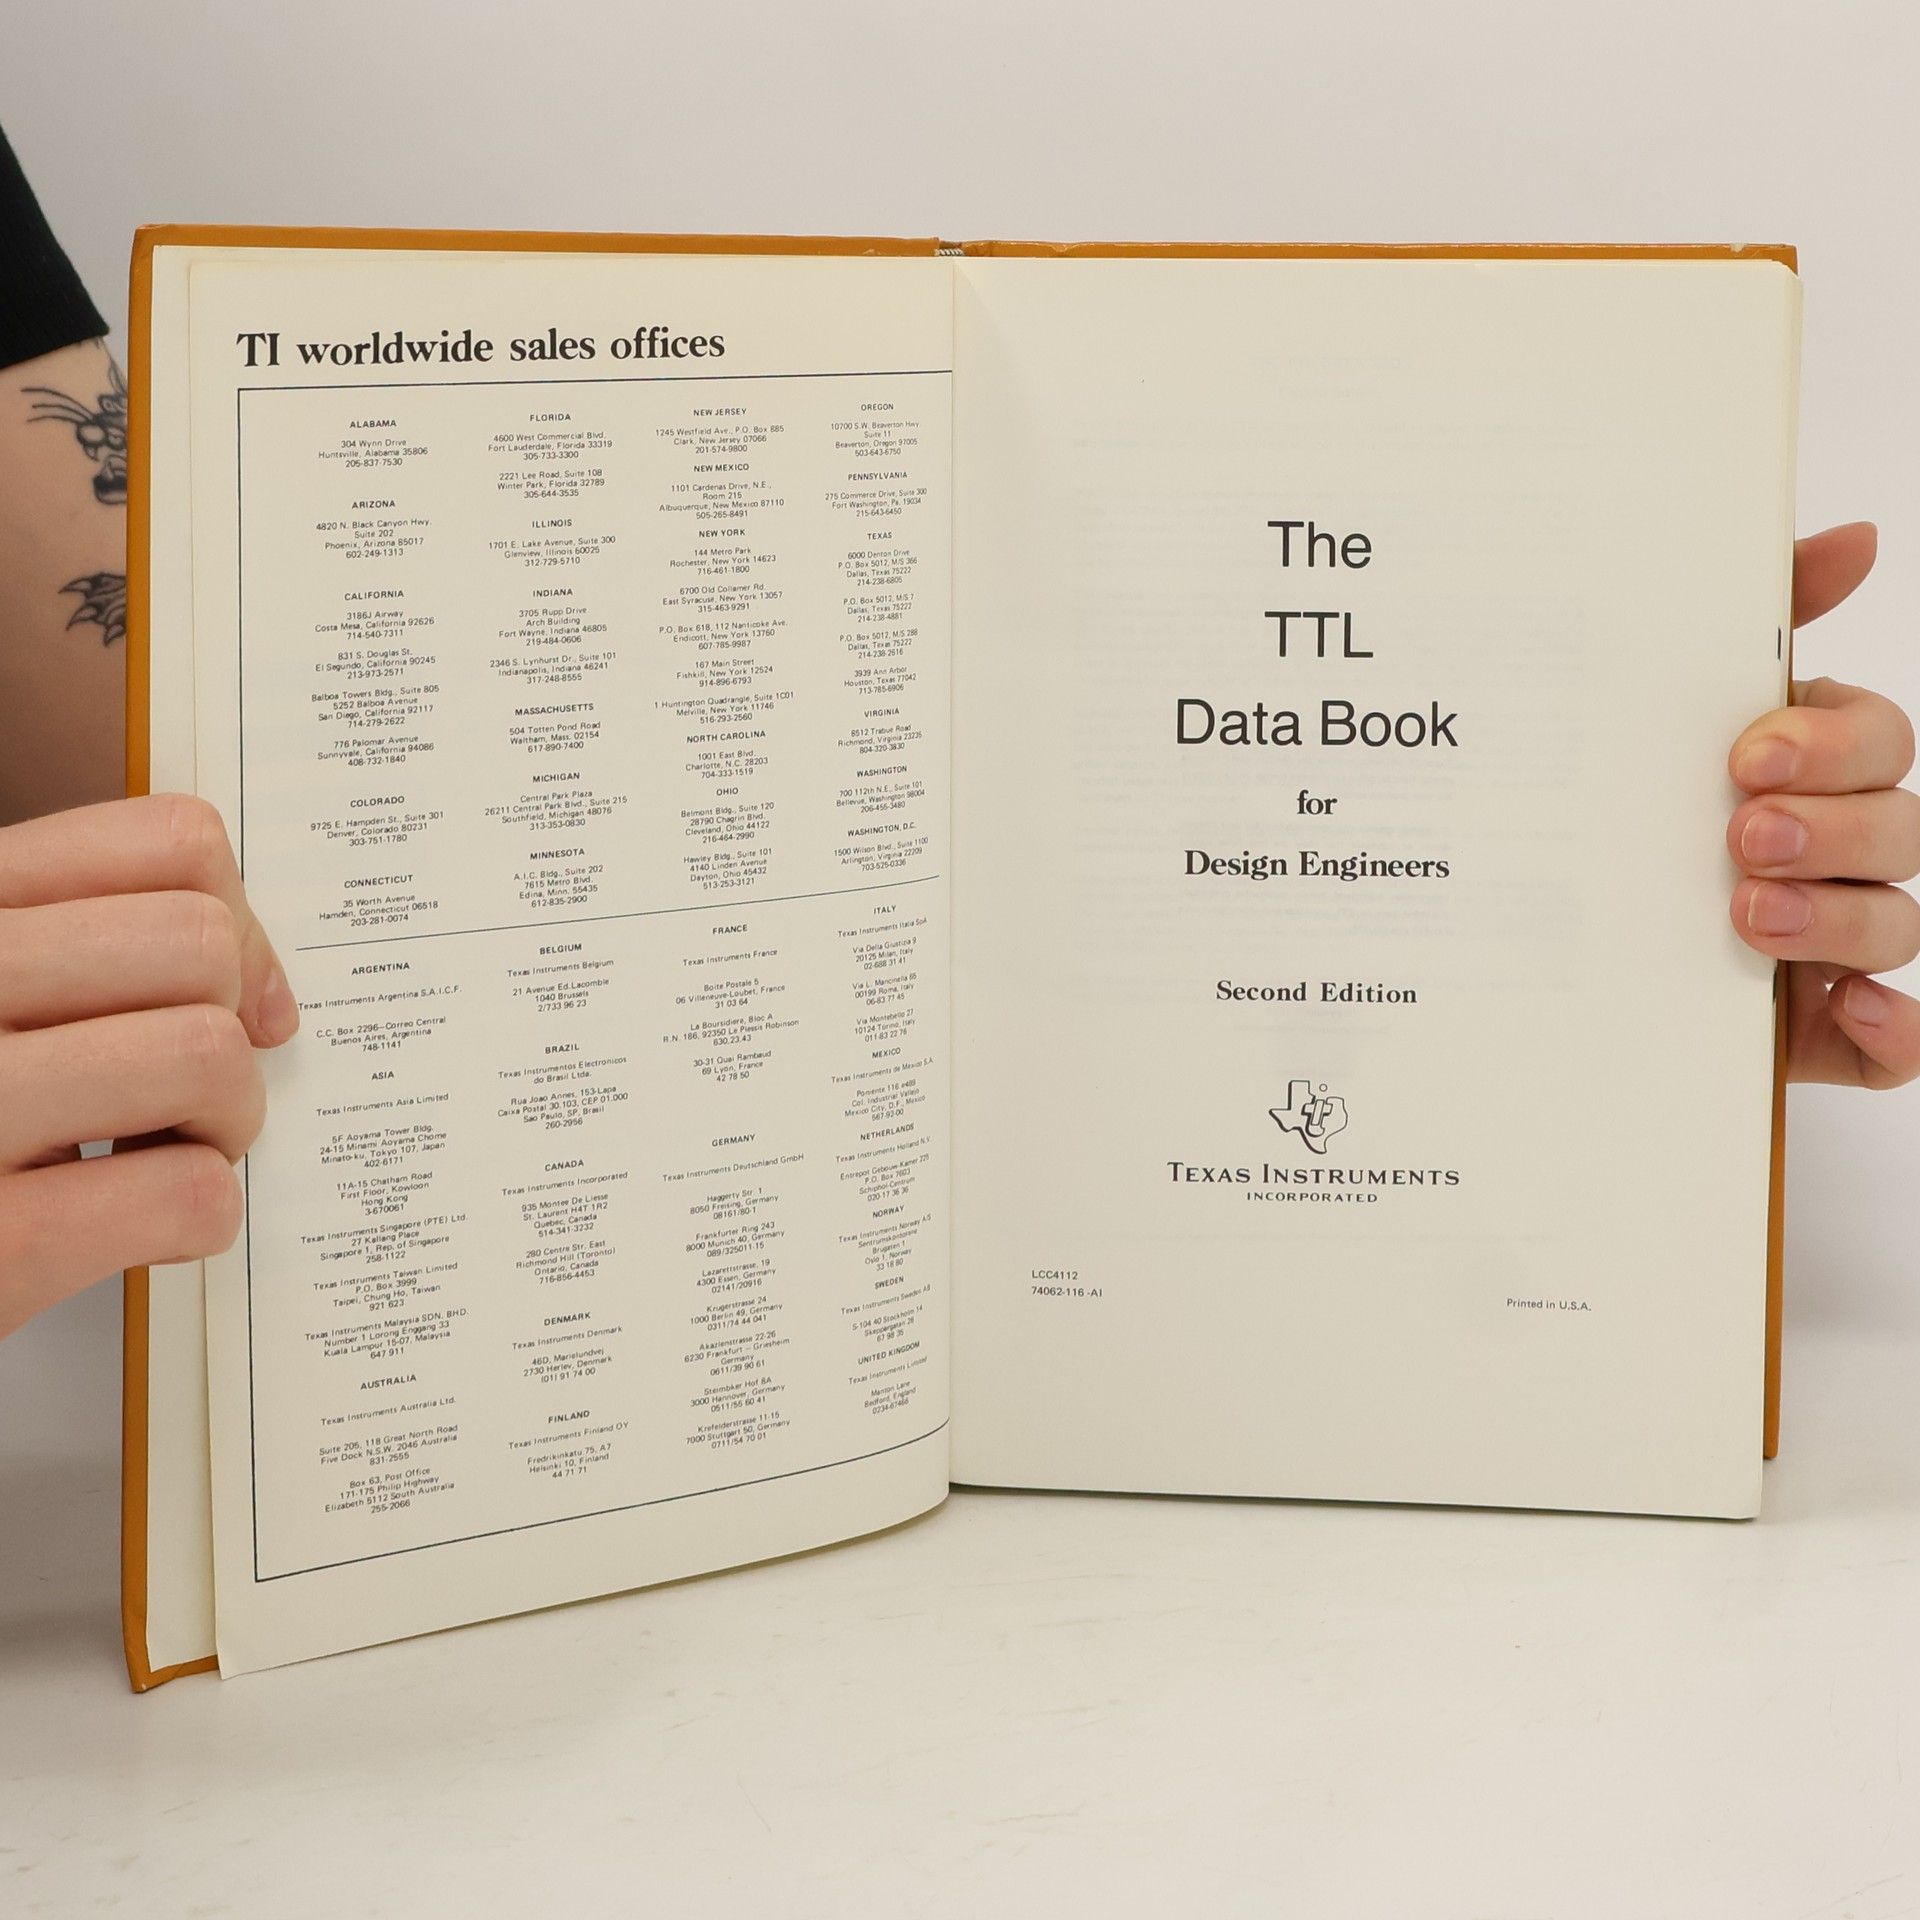 TI worldwide sales offices
ALABAMA
304 Wynn Drive
Huntsville, Alabama 35806
205-837-7530
ARIZONA
4820 N. Black Canyon Hwy.
Suite 202
Phoenix, Arizona 85017
602-249-1313
CALIFORNIA
3186J Airway
Costa Mesa, California 92626
714-540-7311
831 S. Douglas St.
El Segundo, California 90245
213-973-2571
Balboa Towers Bldg., Suite 805
5252 Balboa Avenue
San Diego, California 92117
714-279-2622
776 Palomar Avenue
Sunnyvale, California 94086
408-732-1840
COLORADO
9725 E. Hampden St., Suite 301
Denver, Colorado 80231
303-751-1780
CONNECTICUT
35 Worth Avenue
Hamden, Connecticut 06518
203-281-0074
FLORIDA
4600 West Commercial Blvd.
Fort Lauderdale, Florida 33319
305-733-3300
2221 Lee Road, Suite 108
Winter Park, Florida 32789
305-644-3535
ILLINOIS
1701 E. Lake Avenue, Suite 300
Glenview, Illinois 60025
312-729-5710
INDIANA
3705 Rupp Drive
Arch Building
Fort Wayne, Indiana 46805
219-484-0606
2346 S. Lynhurst Dr., Suite 101
Indianapolis, Indiana 46241
317-248-8555
MASSACHUSETTS
504 Totten Pond Road
Waltham, Mass. 02154
617-890-7400
MICHIGAN
Central Park Plaza
26211 Central Park Blvd., Suite 215
Southfield, Michigan 48076
313-353-0830
MINNESOTA
A.I.C. Bldg., Suite 202
7615 Metro Blvd.
Edina, Minn. 55435
612-835-2900
NEW JERSEY
1245 Westfield Ave., P.O. Box 885
Clark, New Jersey 07066
201-574-9800
NEW MEXICO
1101 Cardenas Drive, N.E.,
Room 215
Albuquerque, New Mexico 87110
505-265-8491
NEW YORK
144 Metro Park
Rochester, New York 14623
716-461-1800
6700 Old Collamer Rd.
East Syracuse, New York 13057
315-463-9291
P.O. Box 618, 112 Nanticoke Ave.
Endicott, New York 13760
607-785-9987
167 Main Street
Fishkill, New York 12524
914-896-6793
1 Huntington Quadrangle, Suite 1C01
Melville, New York 11746
516-293-2560
NORTH CAROLINA
1001 East Blvd.
Charlotte, N.C. 28203
704-333-1519
OHIO
Belmont Bldg., Suite 120
28790 Chagrin Blvd.
Cleveland, Ohio 44122
216-464-2990
Hawley Bldg., Suite 101
4140 Linden Avenue
Dayton, Ohio 45432
513-253-3121
OREGON
10700 S.W. Beaverton Hwy.
Suite 11
Beaverton, Oregon 97005
503-643-6750
PENNSYLVANIA
275 Commerce Drive, Suite 300
Fort Washington, Pa. 19034
215-643-6450
TEXAS
6000 Denton Drive
P.O. Box 5012, M/S 366
Dallas, Texas 75222
214-238-6805
P.O. Box 5012, M/S 7
Dallas, Texas 75222
214-238-4881
P.O. Box 5012, M/S 288
Dallas, Texas 75222
214-238-2616
3939 Ann Arbor
Houston, Texas 77042
713-785-6906
VIRGINIA
8512 Trabue Road
Richmond, Virginia 23235
804-320-3830
WASHINGTON
700 112th N.E., Suite 101
Bellevue, Washington 98004
206-455-3480
WASHINGTON, D.C.
1500 Wilson Blvd., Suite 1100
Arlington, Virginia 22209
703-525-0336
ARGENTINA
Texas Instruments Argentina S.A.I.C.F.
C.C. Box 2296—Correo Central
Buenos Aires, Argentina
748-1141
ASIA
Texas Instruments Asia Limited
5F Aoyama Tower Bldg.
24-15 Minami Aoyama Chome
Minato-ku, Tokyo 107, Japan
402-6171
11A-15 Chatham Road
First Floor, Kowloon
Hong Kong
3-670061
Texas Instruments Singapore (PTE) Ltd.
27 Kallang Place
Singapore 1, Rep. of Singapore
258-1122
Texas Instruments Taiwan Limited
P.O. Box 3999
Taipei, Chung Ho, Taiwan
921 623
Texas Instruments Malaysia SDN, BHD.
Number 1 Lorong Enggang 33
Kuala Lampur 15-07, Malaysia
647 911
AUSTRALIA
Texas Instruments Australia Ltd.
Suite 205, 118 Great North Road
Five Dock N.S.W. 2046 Australia
831-2555
Box 63, Post Office
171-175 Philip Highway
Elizabeth 5112 South Australia
255-2066
BELGIUM
Texas Instruments Belgium
21 Avenue Ed.Lacomble
1040 Brussels
2/733 96 23
BRAZIL
Texas Instrumentos Electronicos
do Brasil Ltda.
Rua Joao Annes, 153-Lapa
Caixa Postal 30.103, CEP 01.000
Sao Paulo, SP, Brasil
260-2956
CANADA
Texas Instruments Incorporated
935 Montee De Liesse
St. Laurent H4T 1R2
Quebec, Canada
514-341-3232
280 Centre Str. East
Richmond Hill (Toronto)
Ontario, Canada
716-856-4453
DENMARK
Texas Instruments Denmark
46D, Marielundvej
2730 Herlev, Denmark
(01) 91 74 00
FINLAND
Texas Instruments Finland OY
Fredrikinkatu 75, A7
Helsinki 10, Finland
44 71 71
FRANCE
Texas Instruments France
Boite Postale 5
06 Villeneuve-Loubet, France
31 03 64
La Boursidiere, Bloc A
R.N. 186, 92350 Le Plessis Robinson
630.23.43
30-31 Quai Rambaud
69 Lyon, France
42 78 50
GERMANY
Texas Instruments Deutschland GmbH
Haggerty Str. 1
8050 Freising, Germany
08161/80-1
Frankfurter Ring 243
8000 Munich 40, Germany
089/325011-15
Lazarettstrasse, 19
4300 Essen, Germany
02141/20916
Krugerstrasse 24
1000 Berlin 49, Germany
0311/74 44 041
Akazienstrasse 22-26
6230 Frankfurt – Griesheim
Germany
0611/39 90 61
Steimbker Hof 8A
3000 Hannover, Germany
0511/55 60 41
Krefelderstrasse 11-15
7000 Stuttgart 50, Germany
0711/54 70 01
ITALY
Texas Instruments Italia SpA
Via Della Giustizia 9
20125 Milan, Italy
02-688 31 41
Via L. Mancinella 65
00199 Roma, Italy
06-83 77 45
Via Montebello 27
10124 Torino, Italy
011-83 22 76
MEXICO
Texas Instruments de Mexico S.A.
Poniente 116 #489
Col. Industrial Vallejo
Mexico City, D.F., Mexico
567-92-00
NETHERLANDS
Texas Instruments Holland N.V.
Entrepot Gebouw-Kamer 225
P.O. Box 7603
Schiphol-Centrum
020-17 36 36
NORWAY
Texas Instruments Norway A/S
Sentrumskontorene
Brugaten 1
Oslo 1, Norway
33 18 80
SWEDEN
Texas Instruments Sweden AB
S-104 40 Stockholm 14
Skeppargatan 26
67 98 35
UNITED KINGDOM
Texas Instruments Limited
Manton Lane
Bedford, England
0234-67466
The
TTL
Data Book
for
Design Engineers
Second Edition
TEXAS INSTRUMENTS
INCORPORATED
LCC4112
74062-116 -AI
Printed in U.S.A.